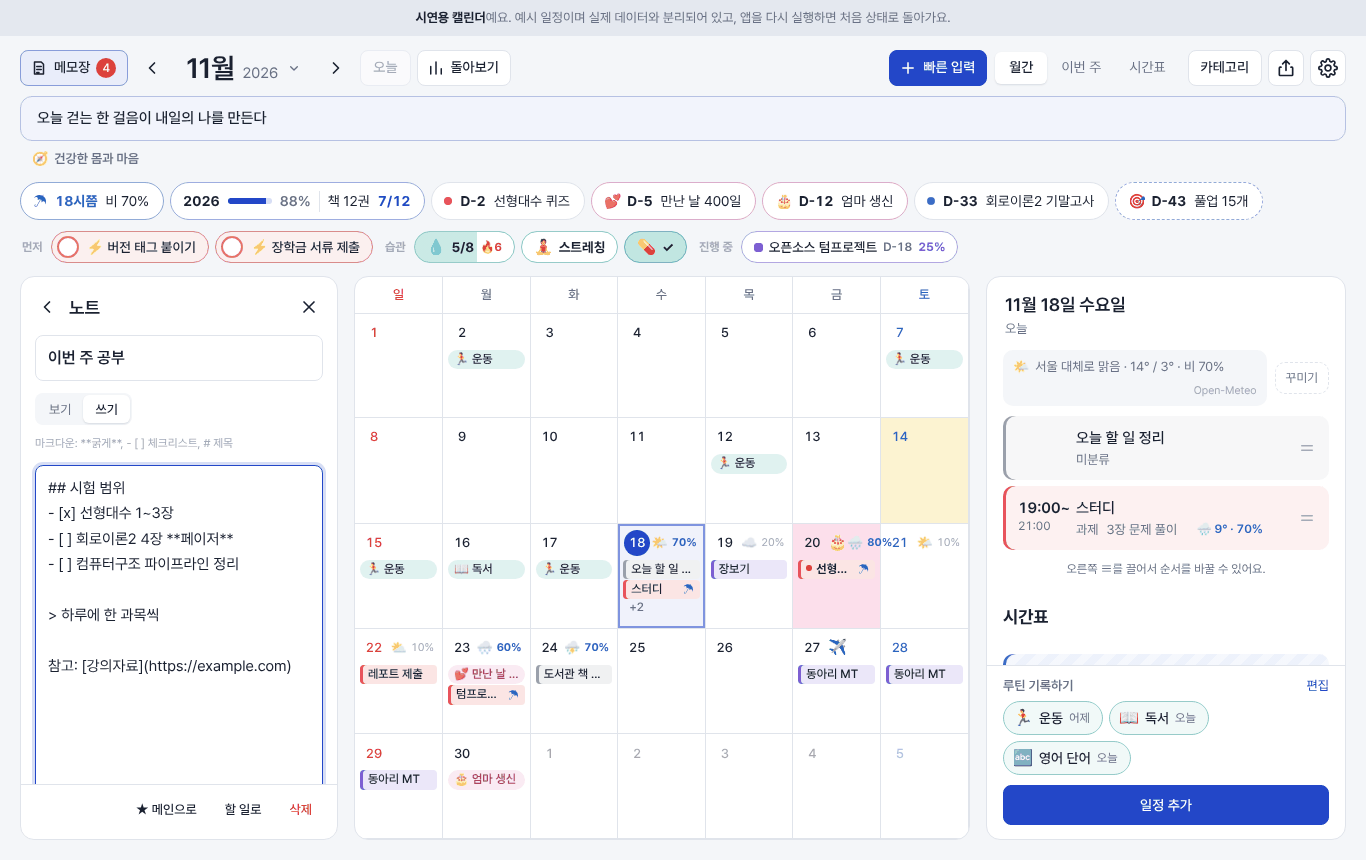 시연용 캘린더예요. 예시 일정이며 실제 데이터와 분리되어 있고, 앱을 다시 실행하면 처음 상태로 돌아가요.
메모장 4
11월 2026
오늘
돌아보기
+ 빠른 입력
월간
이번 주
시간표
카테고리
오늘 걷는 한 걸음이 내일의 나를 만든다
🧭 건강한 몸과 마음
☂ 18시쯤 비 70%
2026 88% 책 12권 7/12
D-2 선형대수 퀴즈
💕 D-5 만난 날 400일
🎂 D-12 엄마 생신
D-33 회로이론2 기말고사
🎯 D-43 풀업 15개
먼저
⚡ 버전 태그 붙이기
⚡ 장학금 서류 제출
습관
💧 5/8 🔥6
스트레칭
💊 ✓
진행 중
오픈소스 텀프로젝트 D-18 25%
노트
이번 주 공부
보기 쓰기
마크다운: **굵게**, - [ ] 체크리스트, # 제목
## 시험 범위
- [x] 선형대수 1~3장
- [ ] 회로이론2 4장 **페이저**
- [ ] 컴퓨터구조 파이프라인 정리
> 하루에 한 과목씩
참고: [강의자료](https://example.com)
★ 메인으로
할 일로
삭제
일 월 화 수 목 금 토
1 2 3 4 5 6 7
🏃 운동
🏃 운동
8 9 10 11 12 13 14
🏃 운동
15 16 17 18 70% 19 20% 20 80% 21 10%
🏃 운동
📖 독서
🏃 운동
오늘 할 일 ...
스터디
+2
장보기
선형...
22 10% 23 60% 24 70% 25 26 27 28
레포트 제출
💕 만난 날 ...
텀프로...
도서관 책 ...
동아리 MT
동아리 MT
29 30 1 2 3 4 5
동아리 MT
🎂 엄마 생신
11월 18일 수요일
오늘
서울 대체로 맑음 · 14° / 3° · 비 70%
Open-Meteo
꾸미기
오늘 할 일 정리
미분류
19:00~ 스터디
21:00 과제 3장 문제 풀이 9° · 70%
오른쪽 ≡를 끌어서 순서를 바꿀 수 있어요.
시간표
루틴 기록하기
편집
🏃 운동 어제
📖 독서 오늘
🔤 영어 단어 오늘
일정 추가